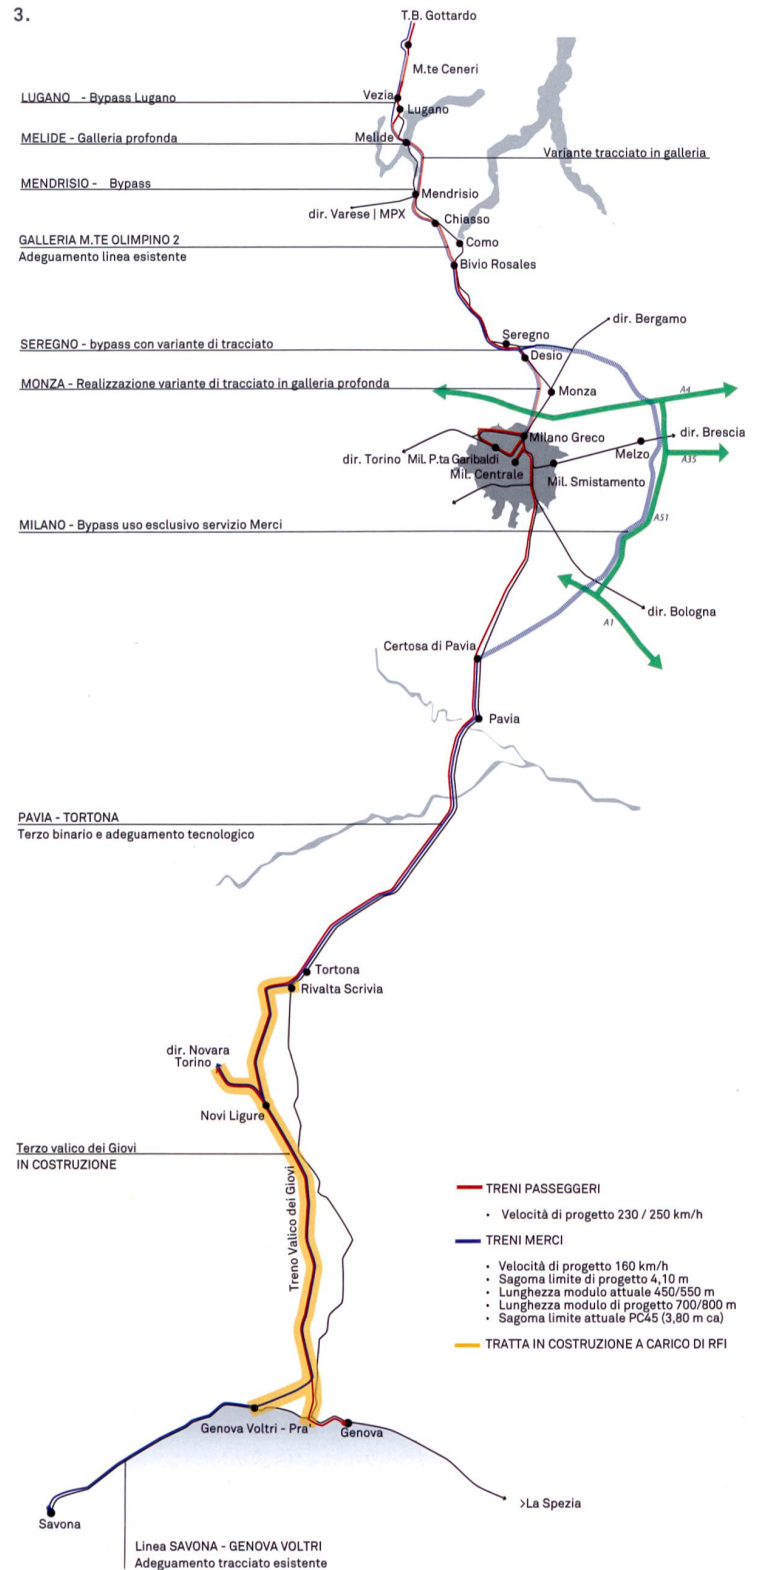 3.
T.B. Gottardo
M.te Ceneri
Vezia
LUGANO - Bypass Lugano
Lugano
MELIDE - Galleria profonda
Melide
Variante tracciato in galleria
MENDRISIO - Bypass
Mendrisio
dir. Varese | MPX
Chiasso
GALLERIA M.TE OLIMPINO 2
Adeguamento linea esistente
Como
Bivio Rosales
dir. Bergamo
Seregno
SEREGNO - bypass con variante di tracciato
Desio
MONZA - Realizzazione variante di tracciato in galleria profonda
Monza
A4
dir. Brescia
Milano Greco
Melzo
dir. Torino
Mil. P.ta Garibaldi
A35
Mil. Centrale
Mil. Smistamento
MILANO - Bypass uso esclusivo servizio Merci
A51
dir. Bologna
A1
Certosa di Pavia
Pavia
PAVIA - TORTONA
Terzo binario e adeguamento tecnologico
Tortona
Rivalta Scrivia
dir. Novara
Torino
Novi Ligure
Terzo valico dei Giovi
IN COSTRUZIONE
Treno Valico dei Giovi
TRENI PASSEGGERI
• Velocità di progetto 230 / 250 km/h
TRENI MERCI
• Velocità di progetto 160 km/h
• Sagoma limite di progetto 4,10 m
• Lunghezza modulo attuale 450/550 m
• Lunghezza modulo di progetto 700/800 m
• Sagoma limite attuale PC45 (3,80 m ca)
TRATTA IN COSTRUZIONE A CARICO DI RFI
Genova Voltri - Pra'
Genova
>La Spezia
Savona
Linea SAVONA - GENOVA VOLTRI
Adeguamento tracciato esistente